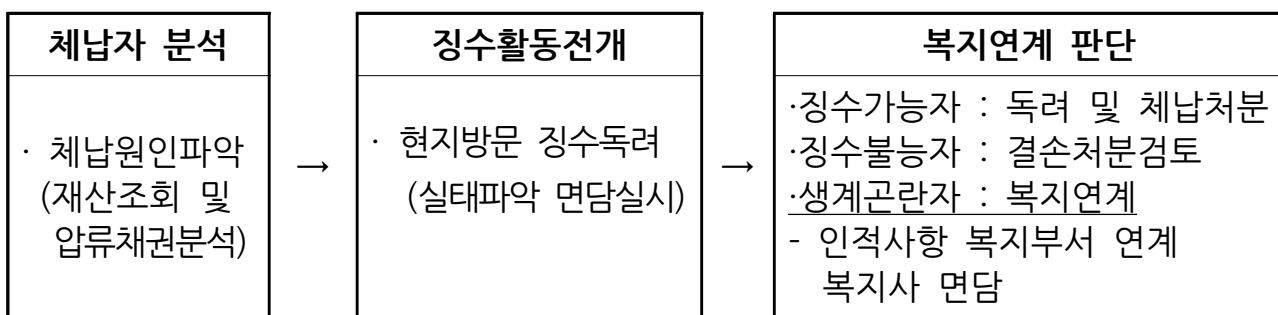 체납자 분석
· 체납원인파악
(재산조회 및
압류채권분석)
→
징수활동전개
· 현지방문 징수독려
(실태파악 면담실시)
→
복지연계 판단
·징수가능자 : 독려 및 체납처분
·징수불능자 : 결손처분검토
·생계곤란자 : 복지연계
- 인적사항 복지부서 연계
복지사 면담